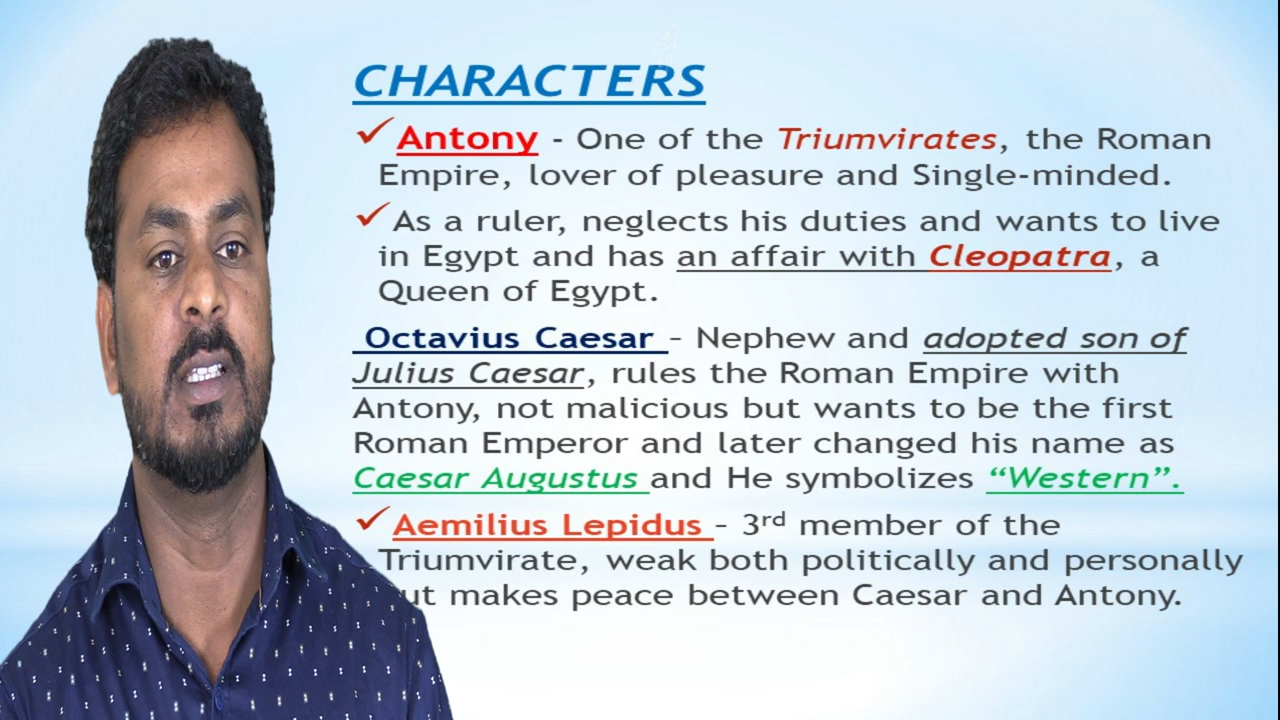 CHARACTERS
Antony - One of the Triumvirates, the Roman
Empire, lover of pleasure and Single-minded.
As a ruler, neglects his duties and wants to live
in Egypt and has an affair with Cleopatra, a
Queen of Egypt.
Octavius Caesar - Nephew and adopted son of
Julius Caesar, rules the Roman Empire with
Antony, not malicious but wants to be the first
Roman Emperor and later changed his name as
Caesar Augustus and He symbolizes “Western”.
Aemilius Lepidus - 3rd member of the
Triumvirate, weak both politically and personally
ut makes peace between Caesar and Antony.